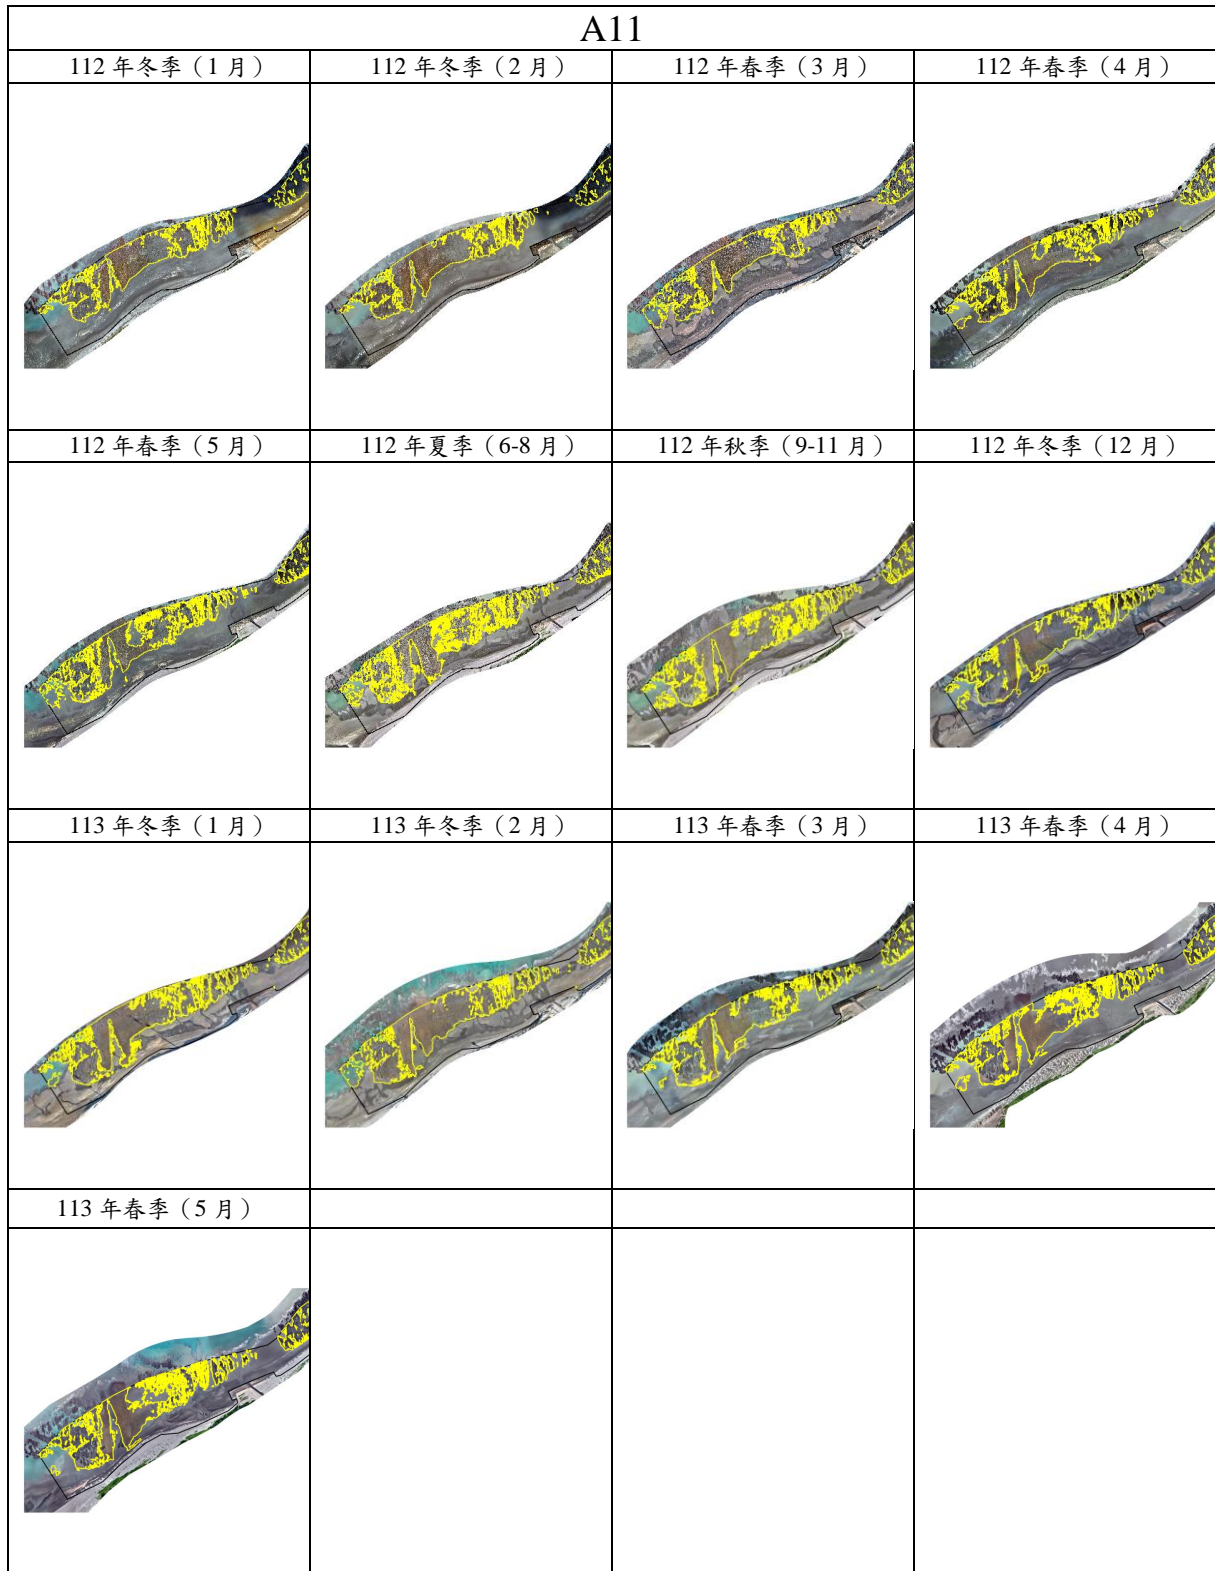 A11
112 年冬季（1 月）
112 年冬季（2 月）
112 年春季（3 月）
112 年春季（4 月）
112 年春季（5 月）
112 年夏季（6-8 月）
112 年秋季（9-11 月）
112 年冬季（12 月）
113 年冬季（1 月）
113 年冬季（2 月）
113 年春季（3 月）
113 年春季（4 月）
113 年春季（5 月）